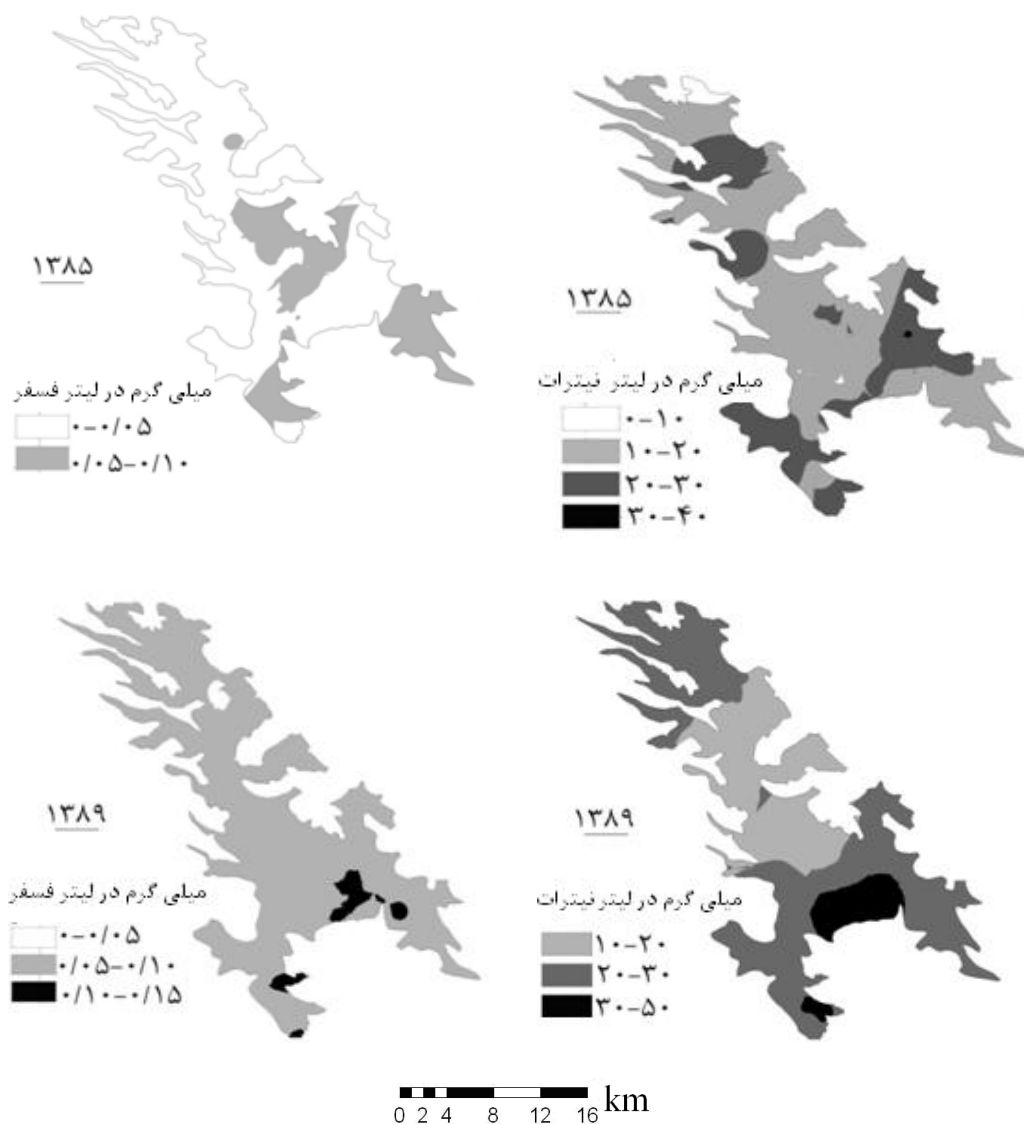 ۱۳۸۵
میلی گرم در لیتر فسفر
۰-۰/۰۵
۰/۰۵-۰/۱۰
۱۳۸۵
میلی گرم در لیتر نیترات
۰-۱۰
۱۰-۲۰
۲۰-۳۰
۳۰-۴۰
۱۳۸۹
میلی گرم در لیتر فسفر
۰-۰/۰۵
۰/۰۵-۰/۱۰
۰/۱۰-۰/۱۵
۱۳۸۹
میلی گرم در لیتر نیترات
۱۰-۲۰
۲۰-۳۰
۳۰-۵۰
km
0 2 4 8 12 16